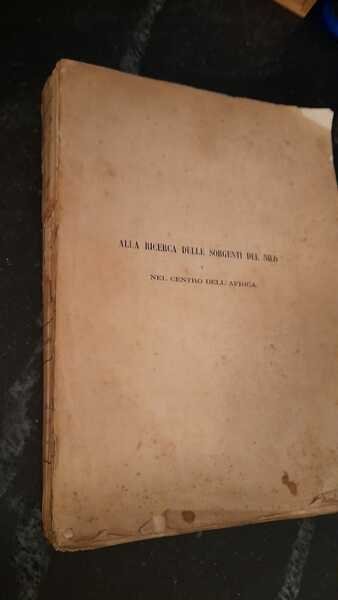 ALLA RICERCA DELLE SORGENTI DEL NILO
E
NEL CENTRO DELL'AFRICA